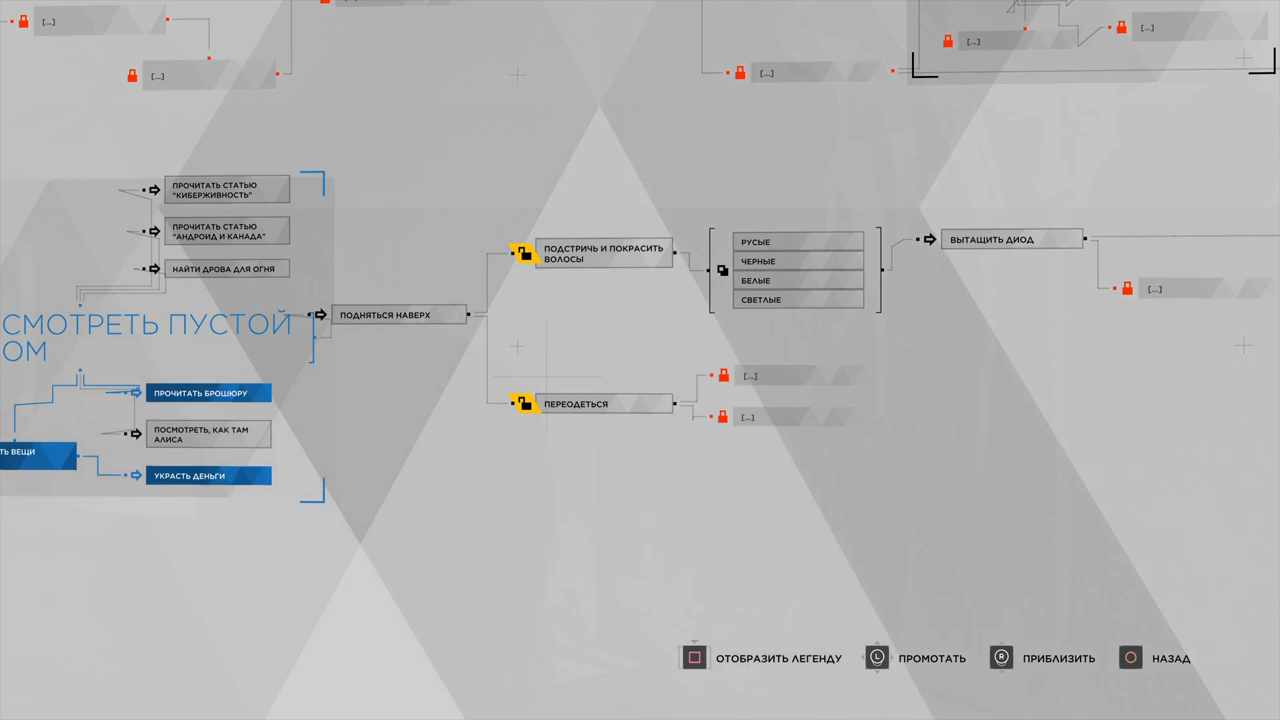 [...]
[...]
[...]
[...]
[...]
ПРОЧИТАТЬ СТАТЬЮ
"КИБЕРЖИВНОСТЬ"
ПРОЧИТАТЬ СТАТЬЮ
"АНДРОИД И КАНАДА"
НАЙТИ ДРОВА ДЛЯ ОГНЯ
СМОТРЕТЬ ПУСТОЙ
ОМ
ПРОЧИТАТЬ БРОШЮРУ
ПОСМОТРЕТЬ, КАК ТАМ
АЛИСА
ТЬ ВЕЩИ
УКРАСТЬ ДЕНЬГИ
ПОДНЯТЬСЯ НАВЕРХ
ПОДСТРИЧЬ И ПОКРАСИТЬ
ВОЛОСЫ
РУСЫЕ
ЧЕРНЫЕ
БЕЛЫЕ
СВЕТЛЫЕ
ВЫТАЩИТЬ ДИОД
[...]
ПЕРЕОДЕТЬСЯ
[...]
[...]
ОТОБРАЗИТЬ ЛЕГЕНДУ
L
ПРОМОТАТЬ
R
ПРИБЛИЗИТЬ
НАЗАД